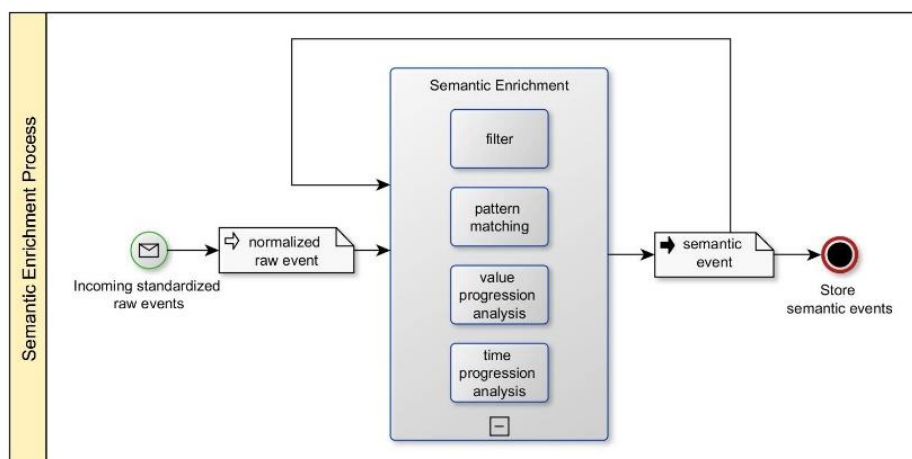 Semantic Enrichment Process
Semantic Enrichment
filter
pattern
matching
value
progression
analysis
time
progression
analysis
normalized
raw event
Incoming standardized
raw events
semantic
event
Store
semantic events